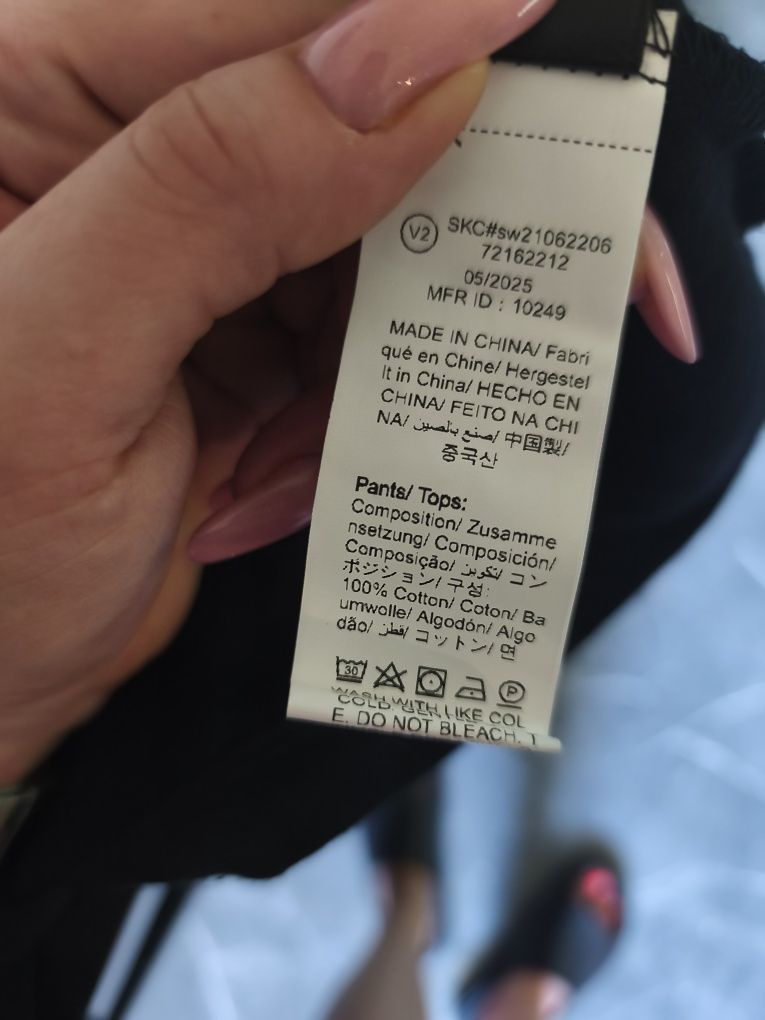 V2 SKC#sw21062206
72162212
05/2025
MFR ID : 10249
MADE IN CHINA/ Fabri
qué en Chine/ Hergestel
lt in China/ HECHO EN
CHINA/ FEITO NA CHI
NA/ صنع بالصين/ 中国製/
중국산
Pants/ Tops:
Composition/ Zusamme
nsetzung/ Composición/
Composição/ تكوين/ コン
ポジション/ 구성:
100% Cotton/ Coton/ Ba
umwolle/ Algodón/ Algo
dão/ قطن/ コットン/ 면
30 P
WASH WITH LIKE COL
COLD.
E. DO NOT BLEACH. T